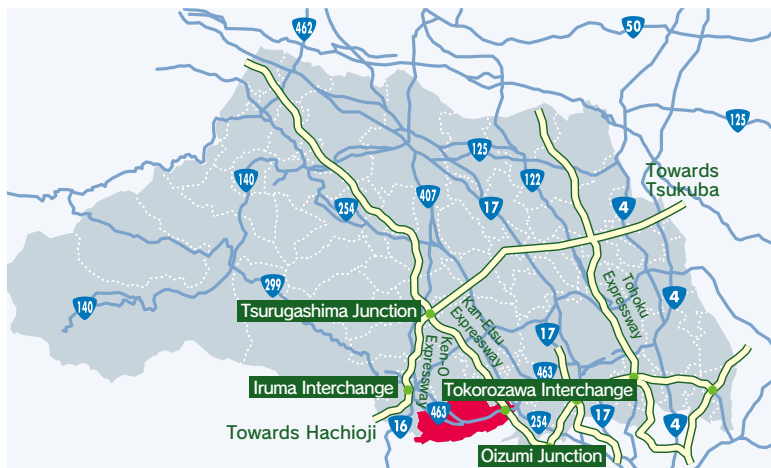 462
50
125
125
140
407
122
Towards
Tsukuba
254
17
4
299
140
4
Tsurugashima Junction
Kan-Etsu
Expressway
Tohoku
Expressway
17
Ken-O
Expressway
463
Iruma Interchange
Tokorozawa Interchange
463
16
254
17
4
Towards Hachioji
Oizumi Junction